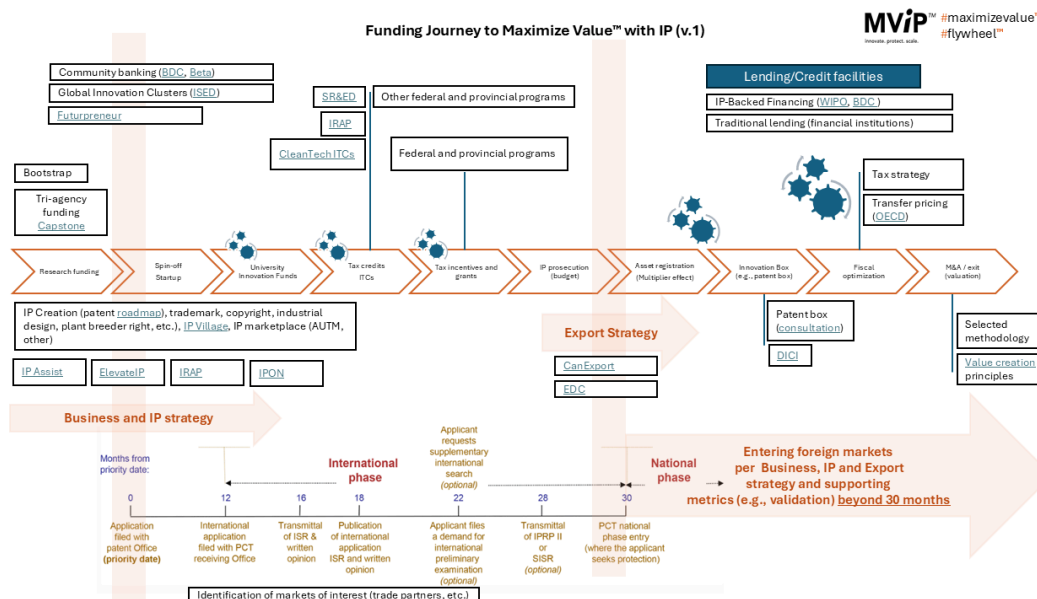 Funding Journey to Maximize Value™ with IP (v.1)
MViP™
innovate. protect. scale.
#maximizevalue™
#flywheel™
Community banking (BDC, Beta)
Global Innovation Clusters (ISED)
Futurpreneur
SR&ED
IRAP
CleanTech ITCs
Other federal and provincial programs
Federal and provincial programs
Lending/Credit facilities
IP-Backed Financing (WIPO, BDC )
Traditional lending (financial institutions)
Bootstrap
Tri-agency
funding
Capstone
Tax strategy
Transfer pricing
(OECD)
Research funding
Spin-off
Startup
University
Innovation Funds
Tax credits
ITCs
Tax incentives and
grants
IP prosecution
(budget)
Asset registration
(Multiplier effect)
Innovation Box
(e.g., patent box)
Fiscal
optimization
M&A / exit
(valuation)
IP Creation (patent roadmap), trademark, copyright, industrial
design, plant breeder right, etc.), IP Village, IP marketplace (AUTM,
other)
IP Assist
ElevateIP
IRAP
IPON
Export Strategy
CanExport
EDC
Patent box
(consultation)
DICI
Selected
methodology
Value creation
principles
Business and IP strategy
Months from
priority date:
International
phase
Applicant
requests
supplementary
international
search
(optional)
National
phase
Entering foreign markets
per Business, IP and Export
strategy and supporting
metrics (e.g., validation) beyond 30 months
0
12
16
18
22
28
30
Application
filed with
patent Office
(priority date)
International
application
filed with PCT
receiving Office
Transmittal
of ISR &
written
opinion
Publication
of international
application
ISR and written
opinion
Applicant files
a demand for
international
preliminary
examination
(optional)
Transmittal
of IPRP II
or
SISR
(optional)
PCT national
phase entry
(where the applicant
seeks protection)
Identification of markets of interest (trade partners, etc.)